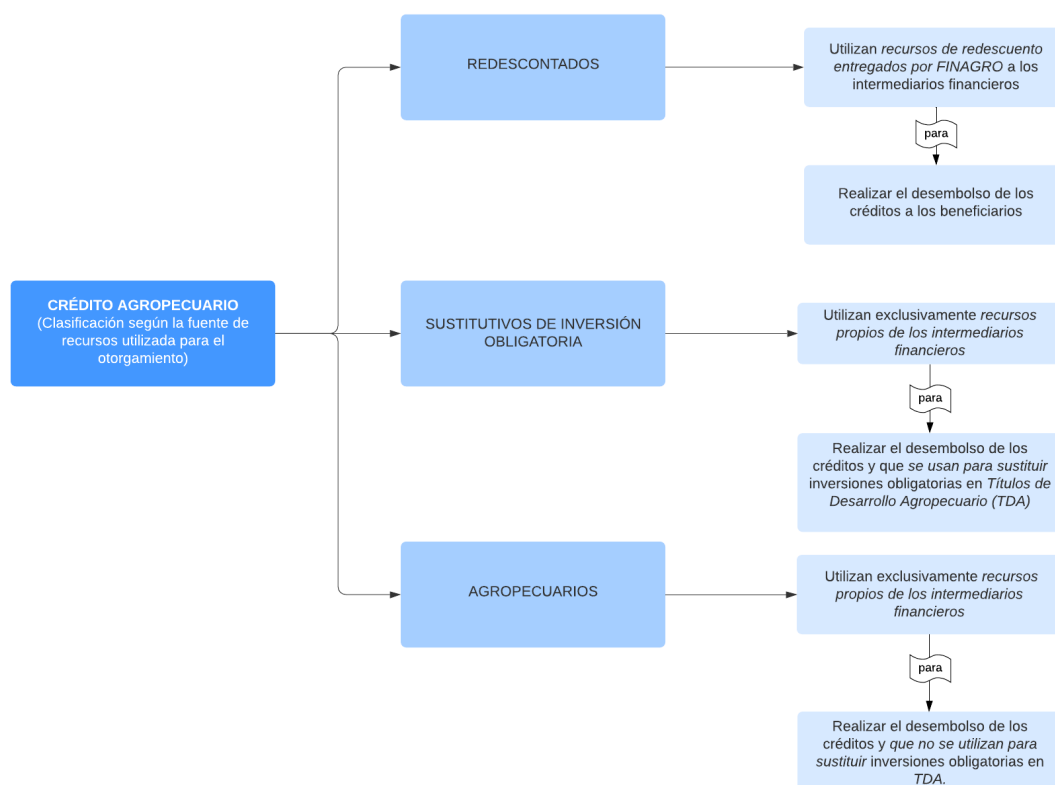 CRÉDITO AGROPECUARIO
(Clasificación según la fuente de
recursos utilizada para el
otorgamiento)
REDESCONTADOS
Utilizan recursos de redescuento
entregados por FINAGRO a los
intermediarios financieros
para
Realizar el desembolso de los
créditos a los beneficiarios
SUSTITUTIVOS DE INVERSIÓN
OBLIGATORIA
Utilizan exclusivamente recursos
propios de los intermediarios
financieros
para
Realizar el desembolso de los
créditos y que se usan para sustituir
inversiones obligatorias en Títulos de
Desarrollo Agropecuario (TDA)
AGROPECUARIOS
Utilizan exclusivamente recursos
propios de los intermediarios
financieros
para
Realizar el desembolso de los
créditos y que no se utilizan para
sustituir inversiones obligatorias en
TDA.